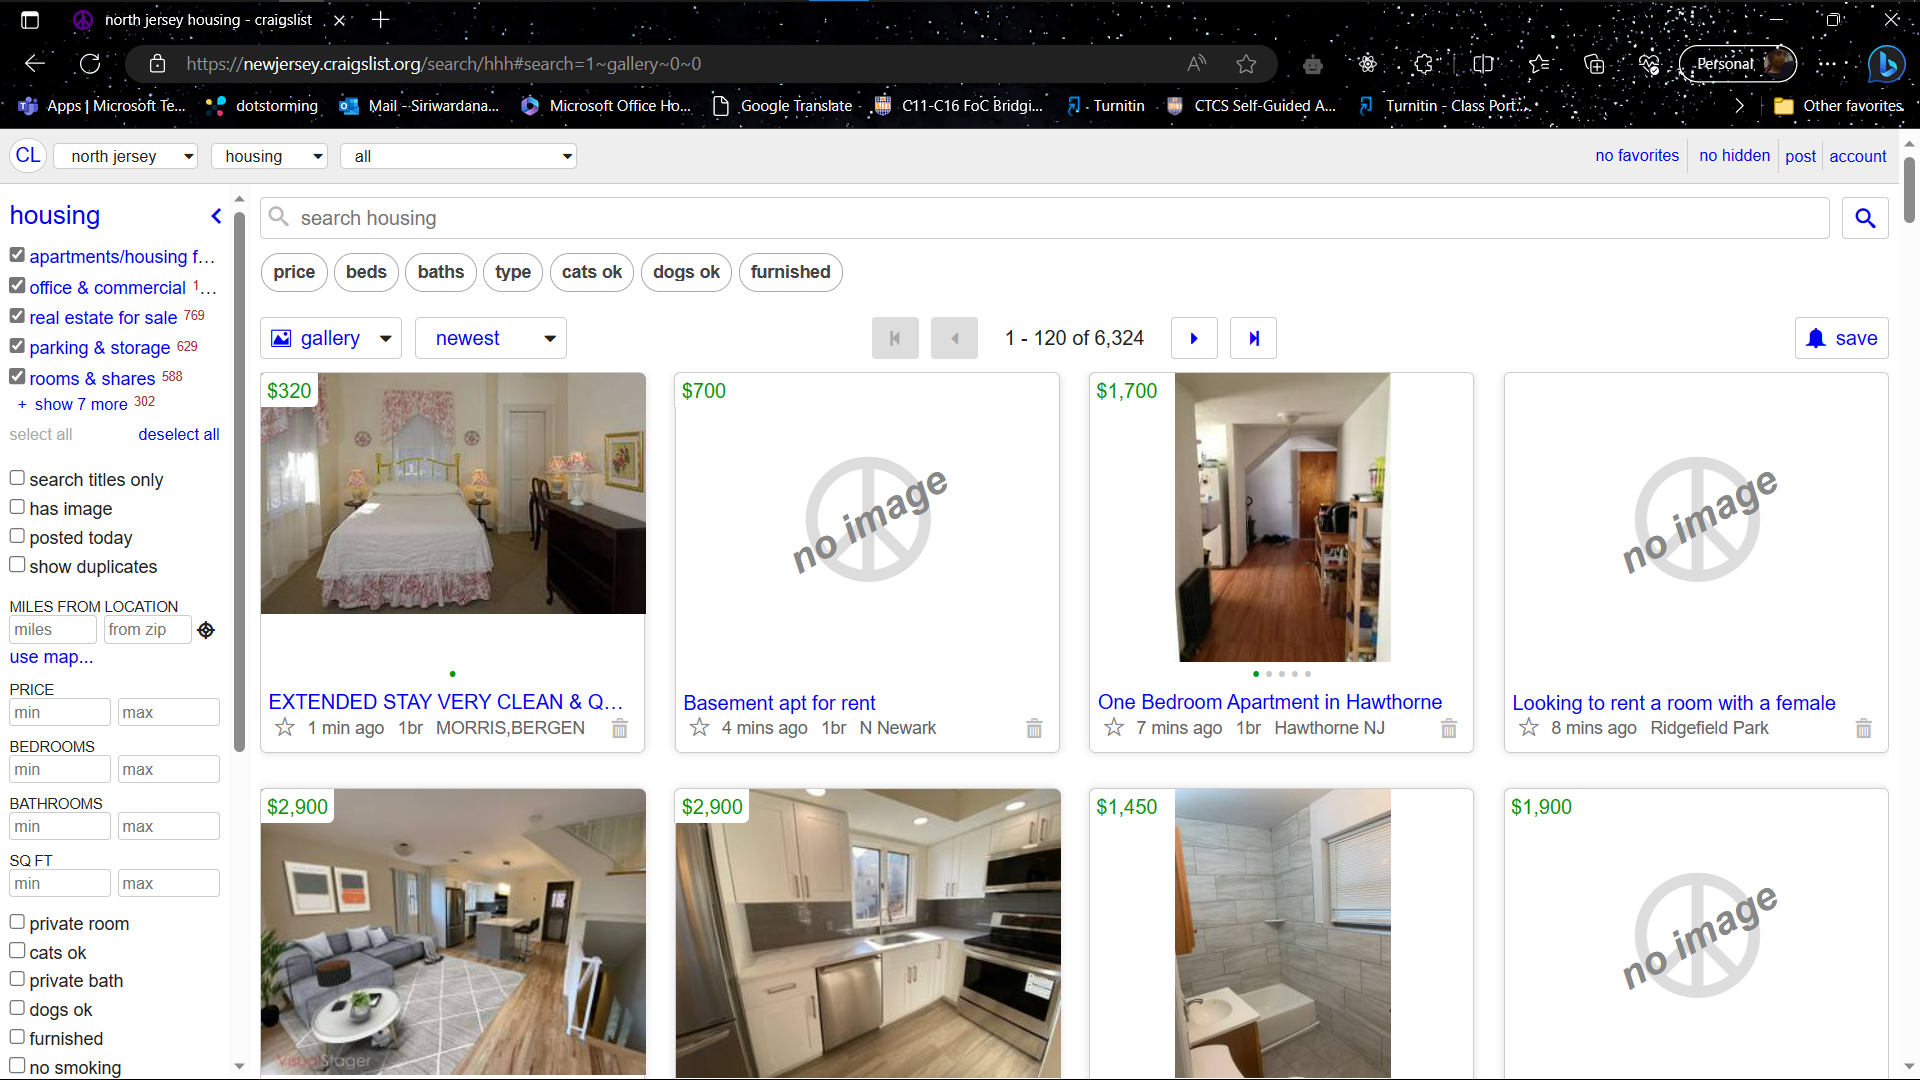 north jersey housing - craigslist
https://newjersey.craigslist.org/search/hhh#search=1~gallery~0~0
Personal
Apps | Microsoft Te...
dotstorming
Mail - Siriwardana...
Microsoft Office Ho...
Google Translate
C11-C16 FoC Bridgi...
Turnitin
CTCS Self-Guided A...
Turnitin - Class Port...
Other favorites
CL
north jersey
housing
all
no favorites
no hidden
post
account
housing
apartments/housing f...
office & commercial 1...
real estate for sale 769
parking & storage 629
rooms & shares 588
+ show 7 more 302
select all
deselect all
search titles only
has image
posted today
show duplicates
MILES FROM LOCATION
miles
from zip
use map...
PRICE
min
max
BEDROOMS
min
max
BATHROOMS
min
max
SQ FT
min
max
private room
cats ok
private bath
dogs ok
furnished
no smoking
search housing
price
beds
baths
type
cats ok
dogs ok
furnished
gallery
newest
1 - 120 of 6,324
save
$320
EXTENDED STAY VERY CLEAN & Q...
1 min ago 1br MORRIS,BERGEN
$700
no image
Basement apt for rent
4 mins ago 1br N Newark
$1,700
One Bedroom Apartment in Hawthorne
7 mins ago 1br Hawthorne NJ
no image
Looking to rent a room with a female
8 mins ago Ridgefield Park
$2,900
VisualStager
$2,900
$1,450
$1,900
no image